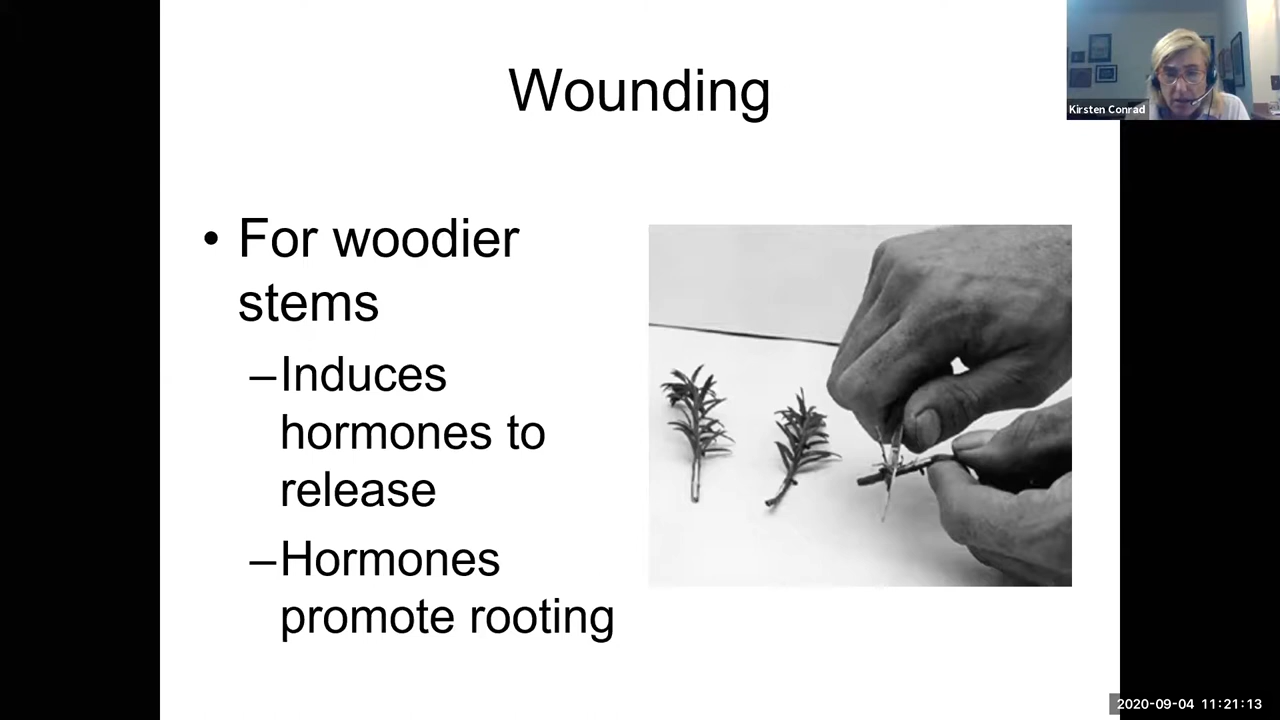 Wounding
Kirsten Conrad
• For woodier
stems
–Induces
hormones to
release
–Hormones
promote rooting
2020-09-04 11:21:13